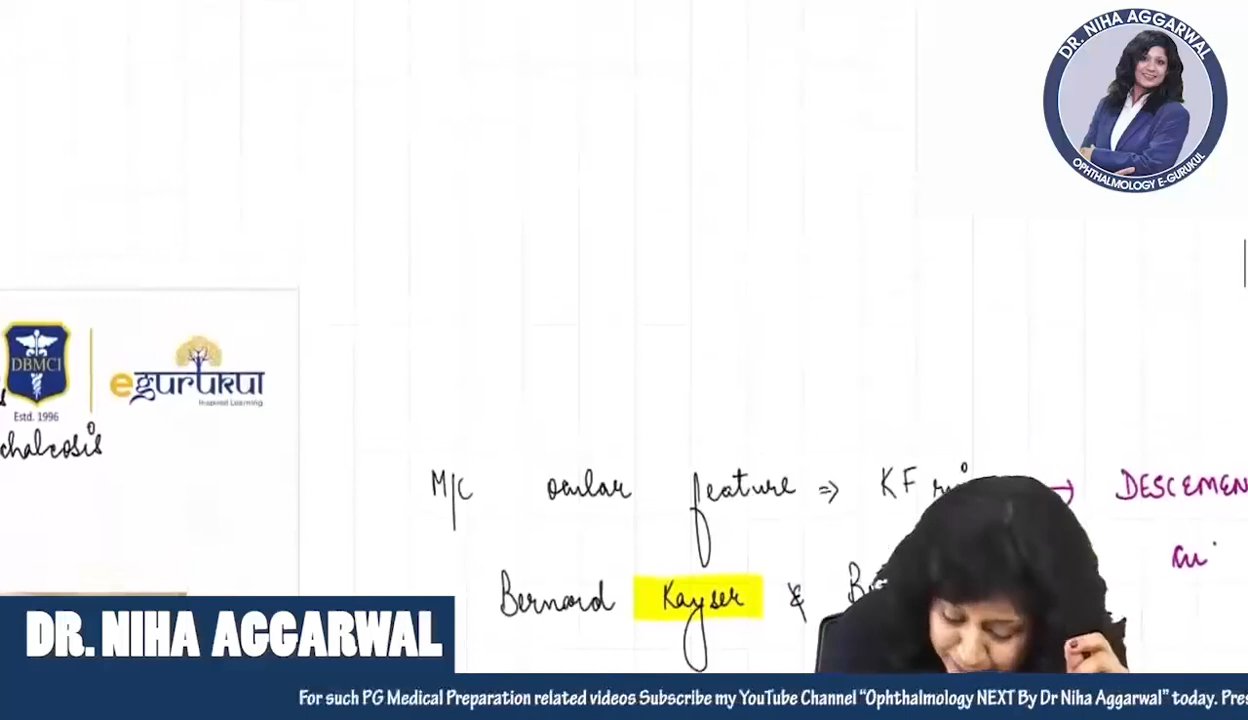 DR. NIHA AGGARWAL
OPHTHALMOLOGY E-GURUKUL
DBMCI
Estd. 1996
egurukul
Inspired Learning
chalcosis
M/C ocular feature ⇒ KF → DESCEMEN
cu
Bernard Kayser &
DR. NIHA AGGARWAL
For such PG Medical Preparation related videos Subscribe my YouTube Channel “Ophthalmology NEXT By Dr Niha Aggarwal” today. Pres